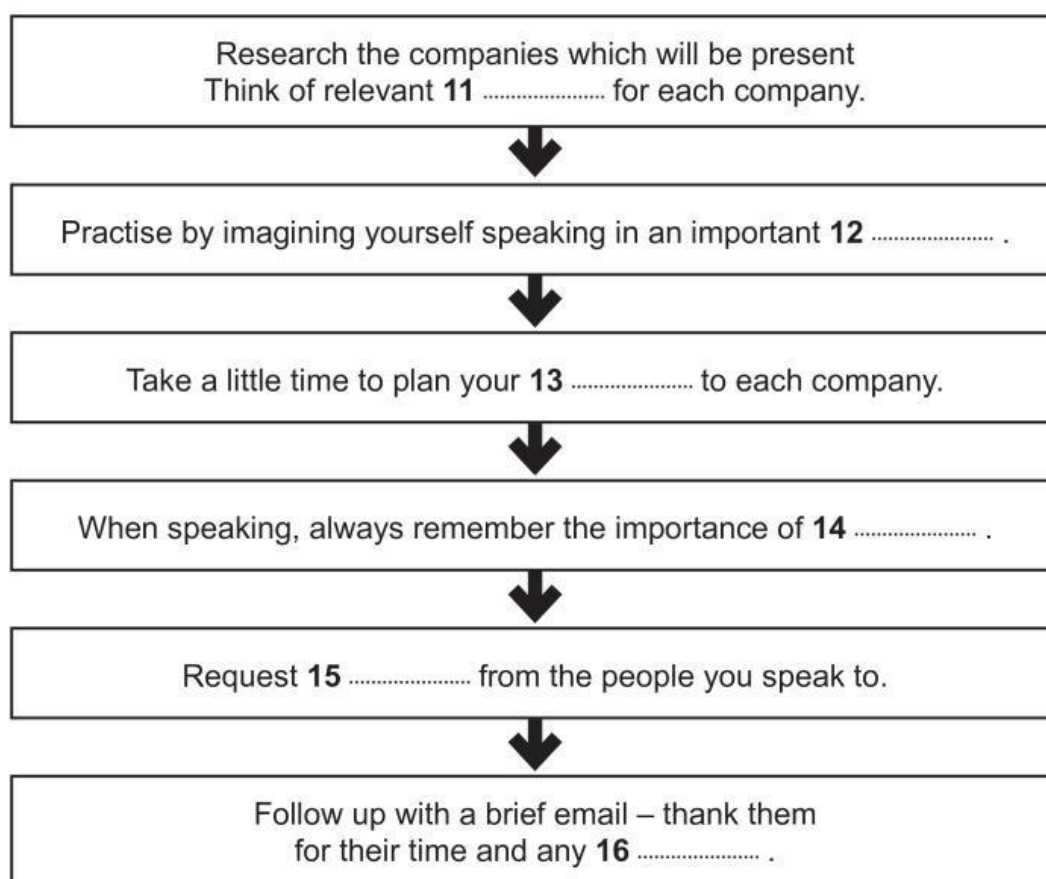 Research the companies which will be present
Think of relevant 11 ........................ for each company.
Practise by imagining yourself speaking in an important 12 ........................ .
Take a little time to plan your 13 ........................ to each company.
When speaking, always remember the importance of 14 ........................ .
Request 15 ........................ from the people you speak to.
Follow up with a brief email – thank them
for their time and any 16 ........................ .